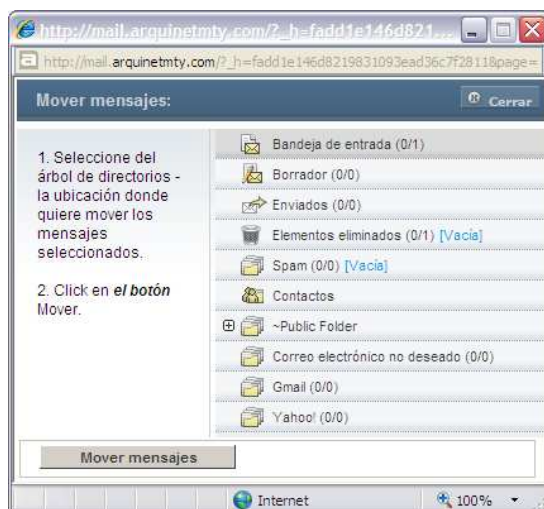 http://mail.arquinetmty.com/?_h=fadd1e146d821...
http://mail.arquinetmty.com/?_h=fadd1e146d8219831093ead36c7f28118page=
Mover mensajes:
Cerrar
1. Seleccione del
árbol de directorios -
la ubicación donde
quiere mover los
mensajes
seleccionados.
2. Click en el botón
Mover.
Bandeja de entrada (0/1)
Borrador (0/0)
Enviados (0/0)
Elementos eliminados (0/1) [Vacía]
Spam (0/0) [Vacía]
Contactos
~Public Folder
Correo electrónico no deseado (0/0)
Gmail (0/0)
Yahoo! (0/0)
Mover mensajes
Internet
100%